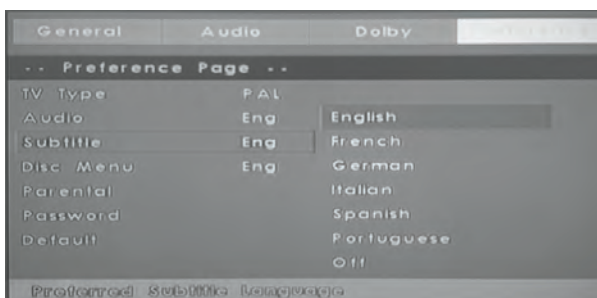 General Audio Dolby
-- Preference Page --
TV Type PAL
Audio Eng English
Subtitle Eng French
Disc Menu Eng German
Parental Italian
Password Spanish
Default Portuguese
Off
Preferred Subtitle Language